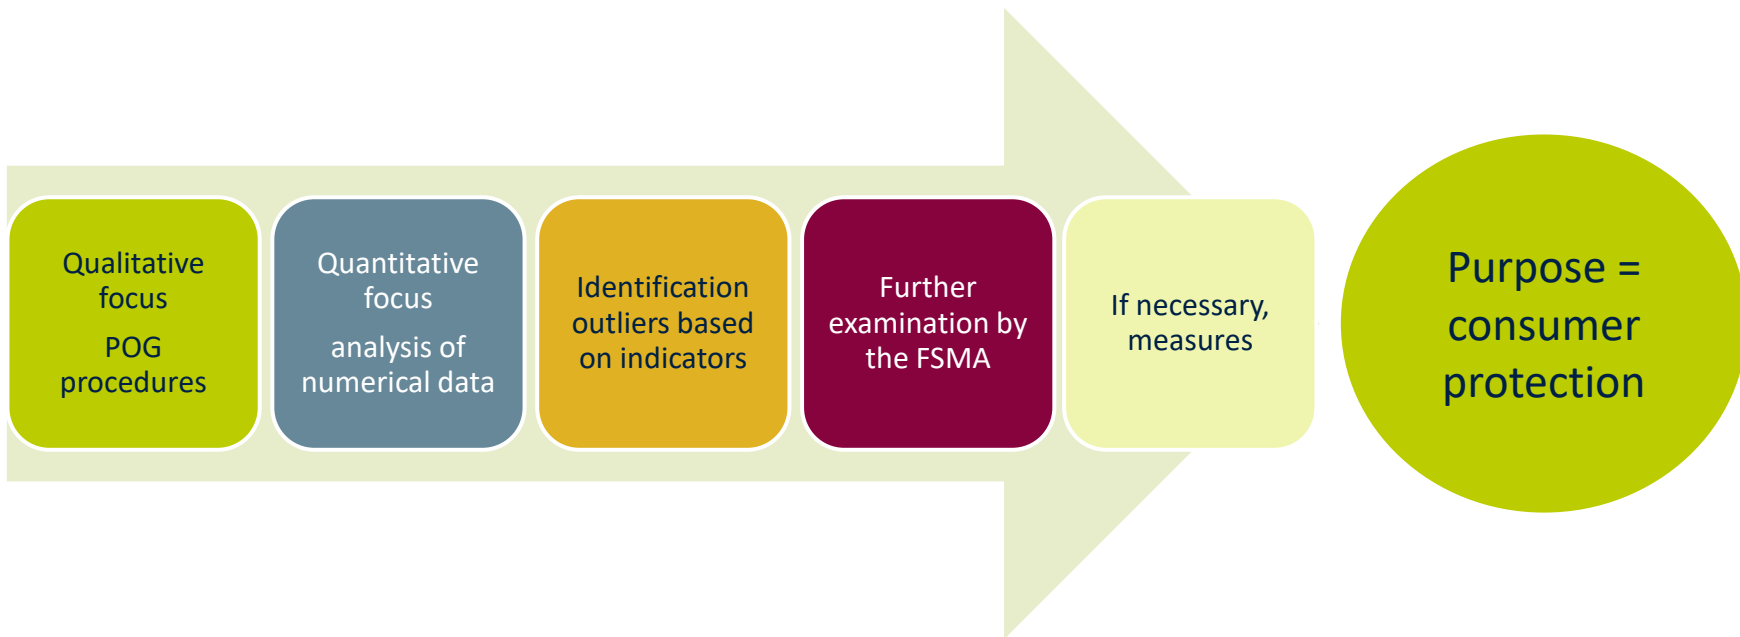 Qualitative
focus
POG
procedures
Quantitative
focus
analysis of
numerical data
Identification
outliers based
on indicators
Further
examination by
the FSMA
If necessary,
measures
Purpose =
consumer
protection